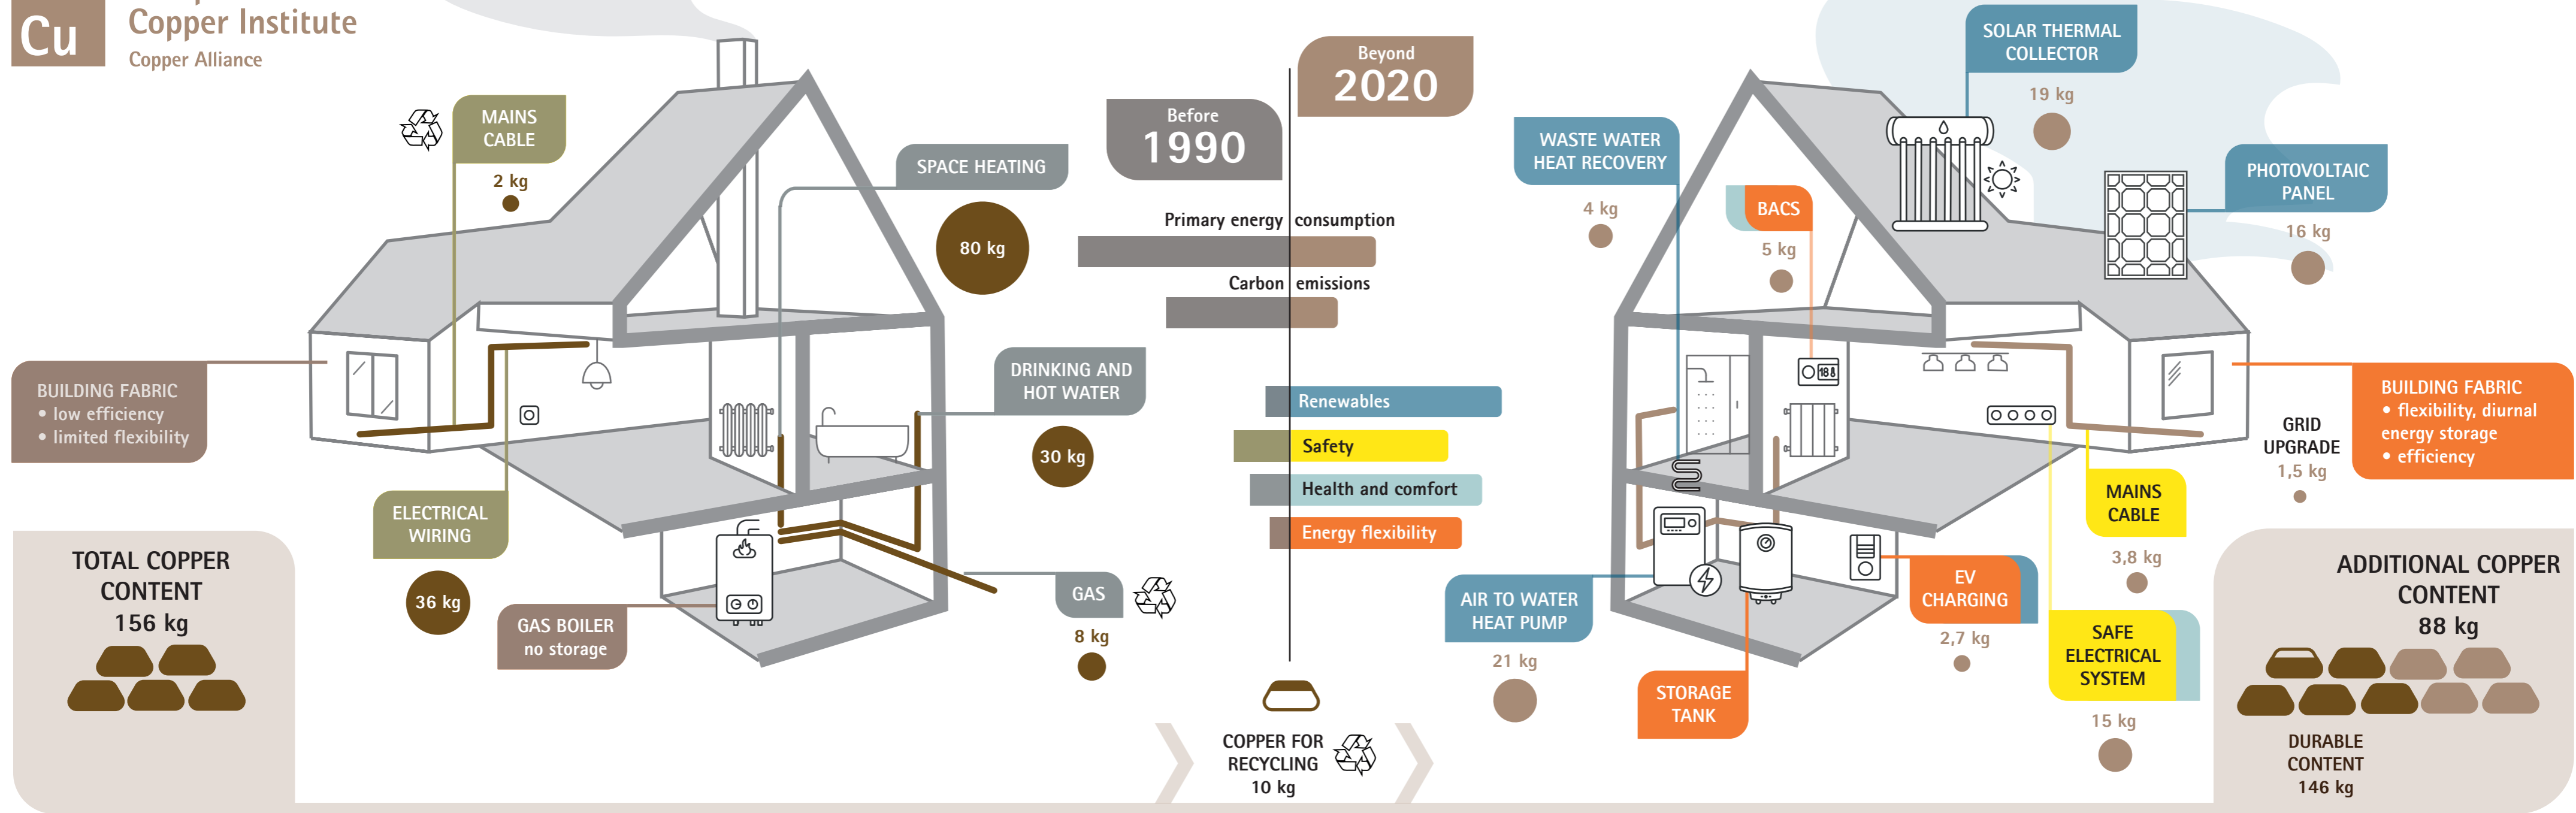 Cu
Copper Institute
Copper Alliance
MAINS
CABLE
2 kg
SPACE HEATING
80 kg
BUILDING FABRIC
• low efficiency
• limited flexibility
DRINKING AND
HOT WATER
30 kg
ELECTRICAL
WIRING
36 kg
GAS BOILER
no storage
GAS
8 kg
TOTAL COPPER
CONTENT
156 kg
Before
1990
Beyond
2020
Primary energy consumption
Carbon emissions
Renewables
Safety
Health and comfort
Energy flexibility
COPPER FOR
RECYCLING
10 kg
SOLAR THERMAL
COLLECTOR
19 kg
WASTE WATER
HEAT RECOVERY
4 kg
BACS
5 kg
PHOTOVOLTAIC
PANEL
16 kg
18
BUILDING FABRIC
• flexibility, diurnal
energy storage
• efficiency
GRID
UPGRADE
1,5 kg
MAINS
CABLE
3,8 kg
AIR TO WATER
HEAT PUMP
21 kg
STORAGE
TANK
EV
CHARGING
2,7 kg
SAFE
ELECTRICAL
SYSTEM
15 kg
ADDITIONAL COPPER
CONTENT
88 kg
DURABLE
CONTENT
146 kg